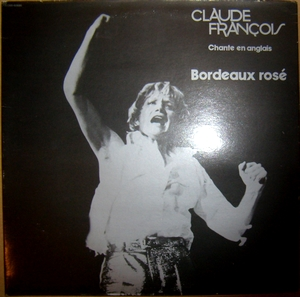 CLAUDE
FRANÇOIS
Chante en anglais
Bordeaux rosé